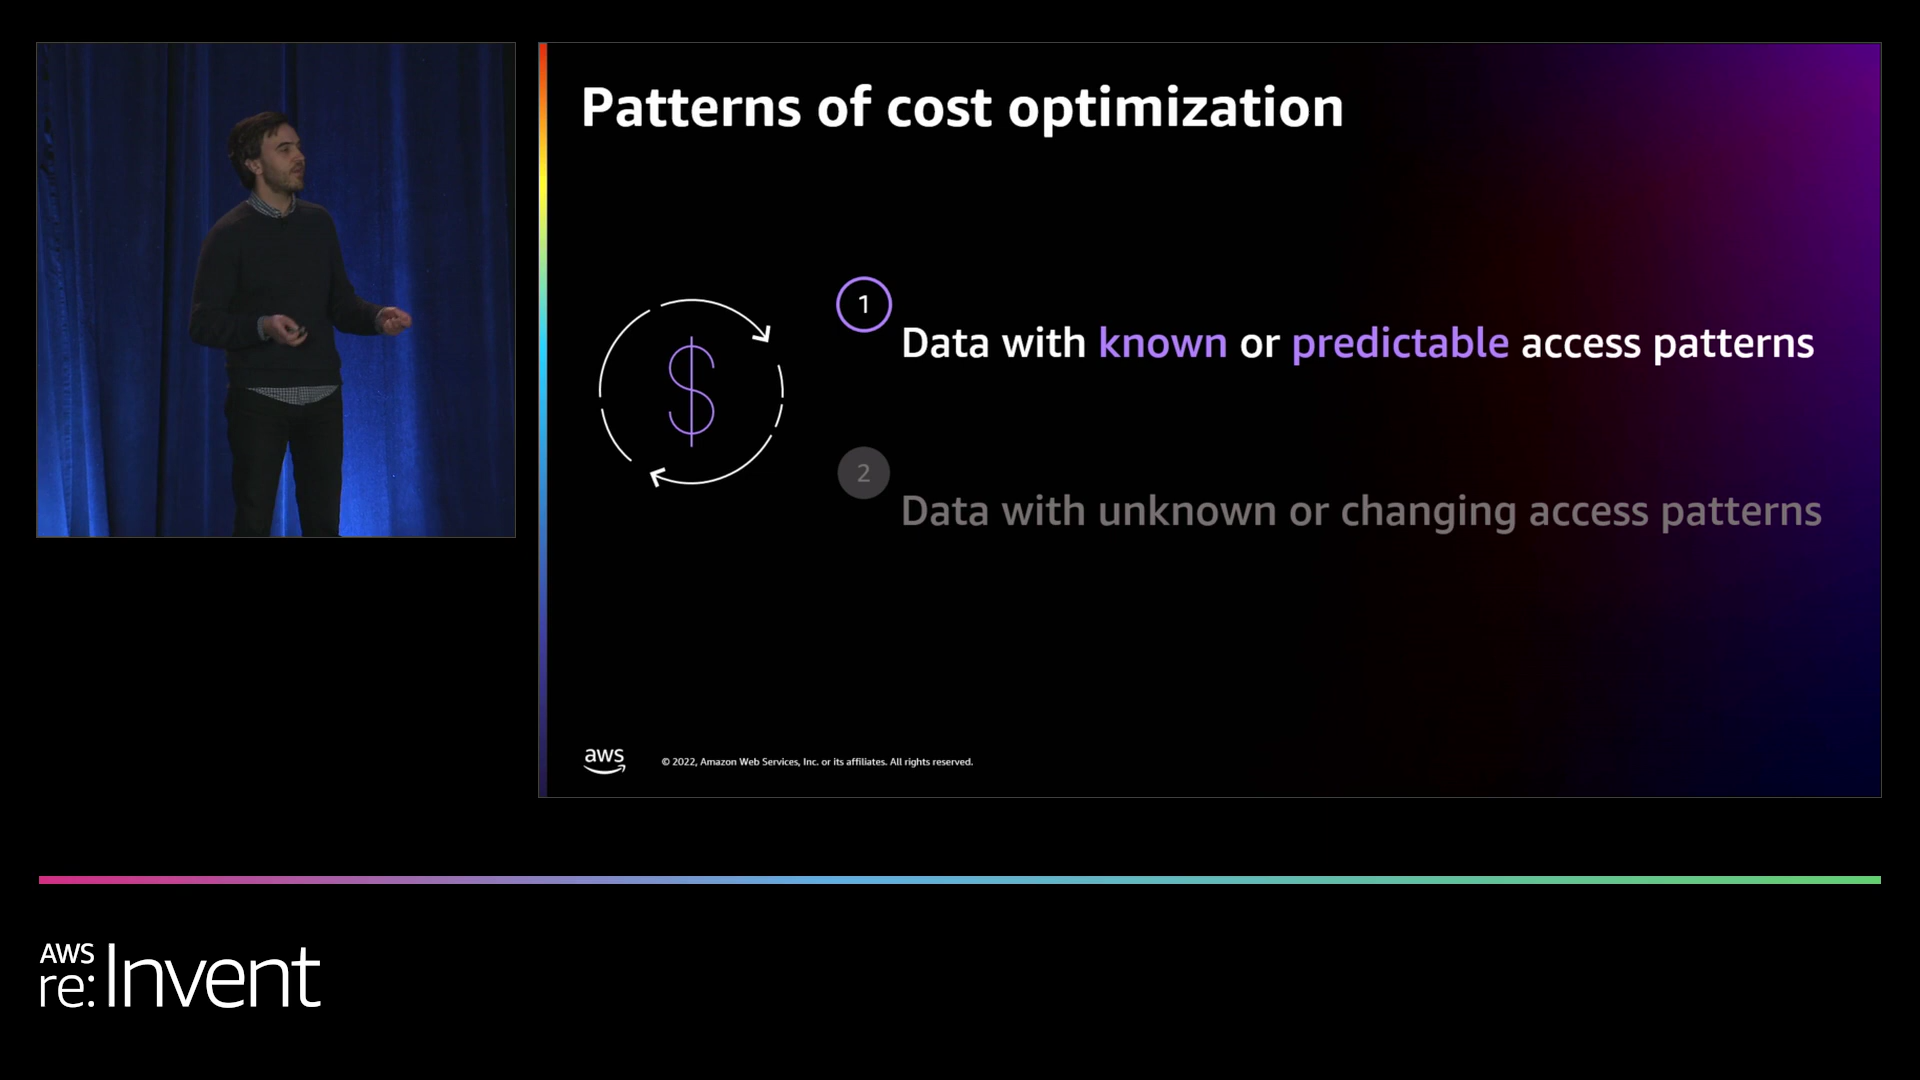 Patterns of cost optimization
$
1
Data with known or predictable access patterns
2
Data with unknown or changing access patterns
aws
© 2022, Amazon Web Services, Inc. or its affiliates. All rights reserved.
AWS
re:Invent